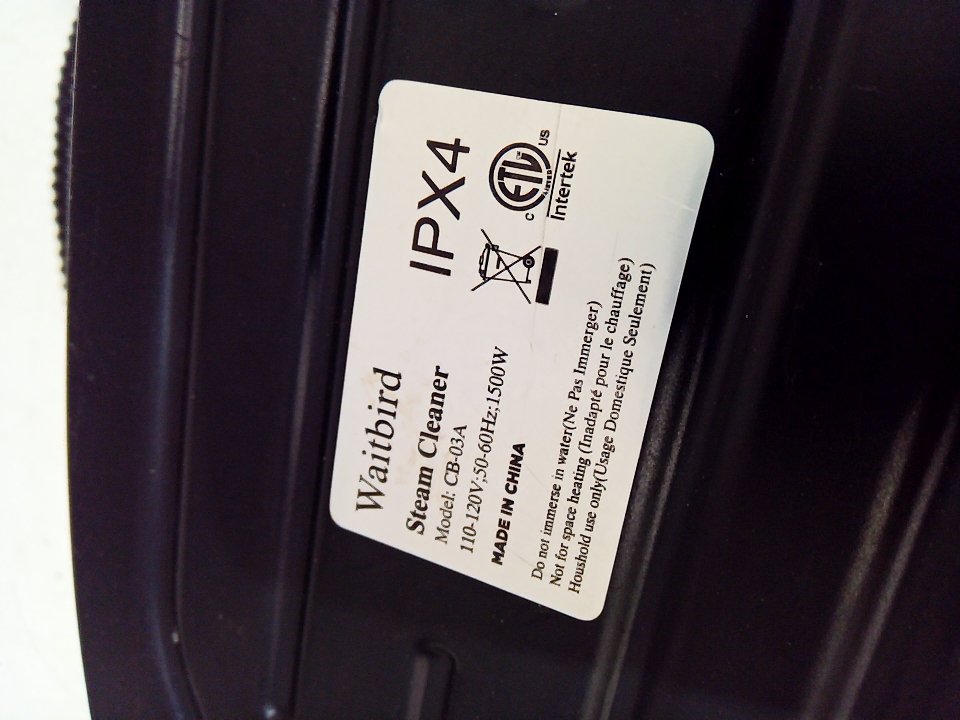 Waitbird
Steam Cleaner
Model: CB-03A
110-120V;50-60Hz;1500W
MADE IN CHINA
IPX4
ETL
LISTED
C
US
Intertek
Do not immerse in water(Ne Pas Immerger)
Not for space heating (Inadapté pour le chauffage)
Houshold use only(Usage Domestique Seulement)